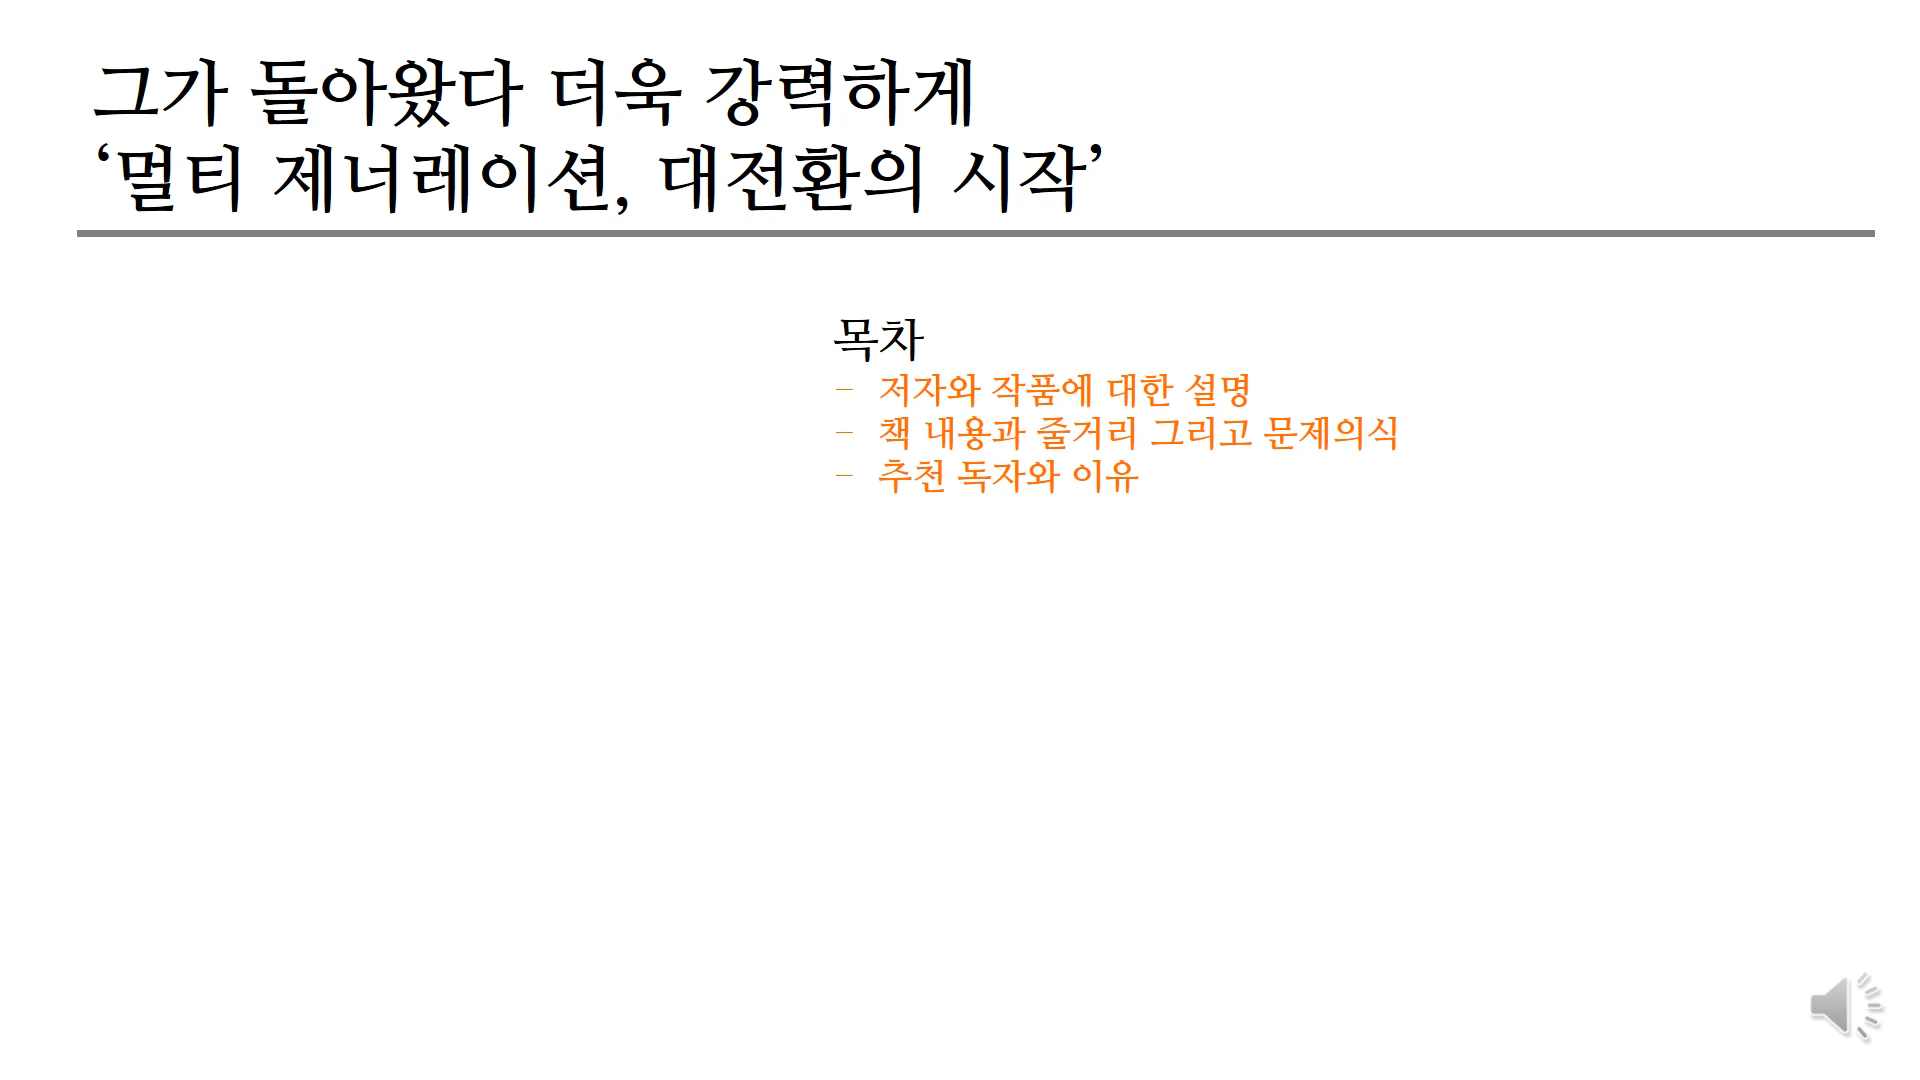 그가 돌아왔다 더욱 강력하게
‘멀티 제너레이션, 대전환의 시작’
목차
– 저자와 작품에 대한 설명
– 책 내용과 줄거리 그리고 문제의식
– 추천 독자와 이유